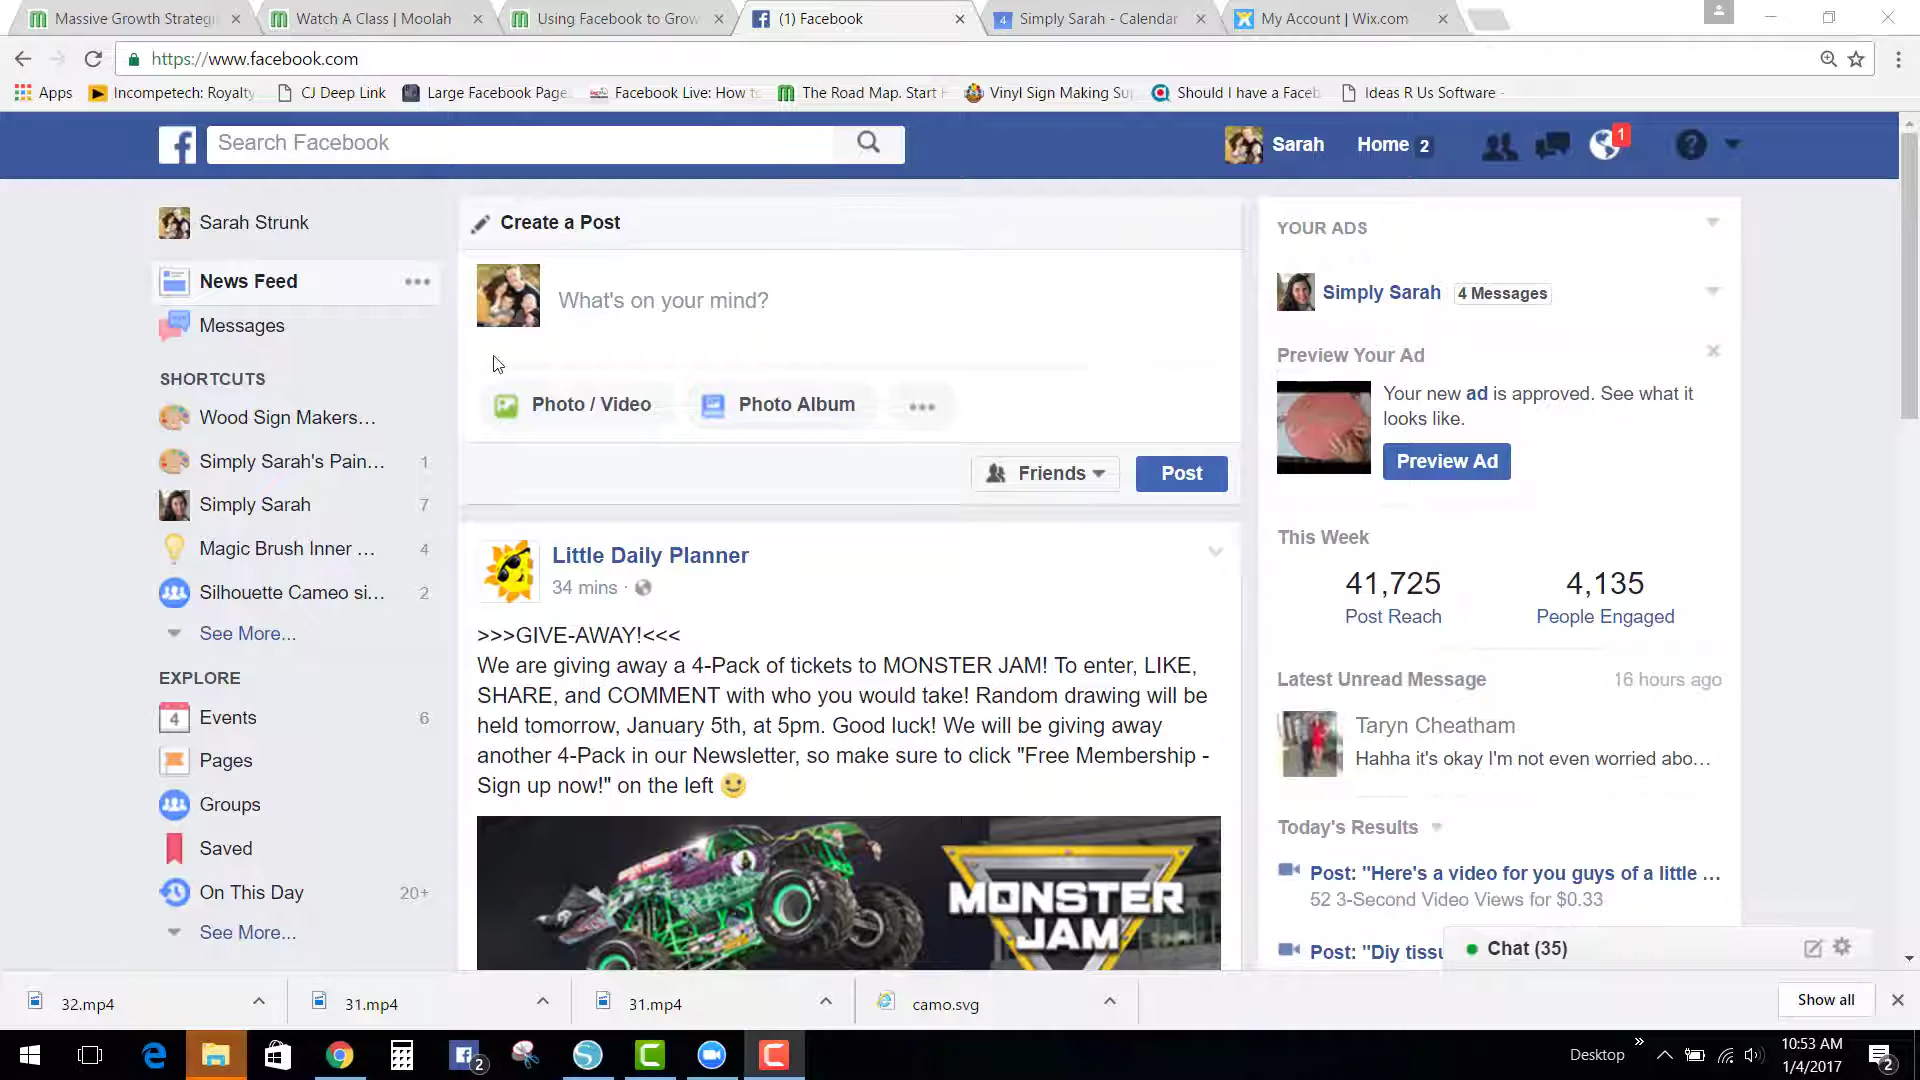 Massive Growth Strategi
Watch A Class | Moolah
Using Facebook to Grow
(1) Facebook
4
Simply Sarah - Calendar
My Account | Wix.com
https://www.facebook.com
Apps
Incompetech: Royalty
CJ Deep Link
Large Facebook Page
Facebook Live: How t
The Road Map. Start
Vinyl Sign Making Su
Should I have a Faceb
Ideas R Us Software -
Search Facebook
Sarah
Home 2
1
Sarah Strunk
News Feed
Messages
SHORTCUTS
Wood Sign Makers...
Simply Sarah's Pain... 1
Simply Sarah 7
Magic Brush Inner ... 4
Silhouette Cameo si... 2
See More...
EXPLORE
4
Events 6
Pages
Groups
Saved
On This Day 20+
See More...
Create a Post
What's on your mind?
Photo / Video
Photo Album
Friends
Post
Little Daily Planner
34 mins ·
>>>GIVE-AWAY!<<<
We are giving away a 4-Pack of tickets to MONSTER JAM! To enter, LIKE,
SHARE, and COMMENT with who you would take! Random drawing will be
held tomorrow, January 5th, at 5pm. Good luck! We will be giving away
another 4-Pack in our Newsletter, so make sure to click "Free Membership -
Sign up now!" on the left
MONSTER
JAM
YOUR ADS
Simply Sarah 4 Messages
Preview Your Ad
Your new ad is approved. See what it
looks like.
Preview Ad
This Week
41,725
Post Reach
4,135
People Engaged
Latest Unread Message 16 hours ago
Taryn Cheatham
Hahha it's okay I'm not even worried abo...
Today's Results
Post: "Here's a video for you guys of a little ...
52 3-Second Video Views for $0.33
Post: "Diy tissu
Chat (35)
32.mp4
31.mp4
31.mp4
camo.svg
Show all
2
Desktop
10:53 AM
1/4/2017
2